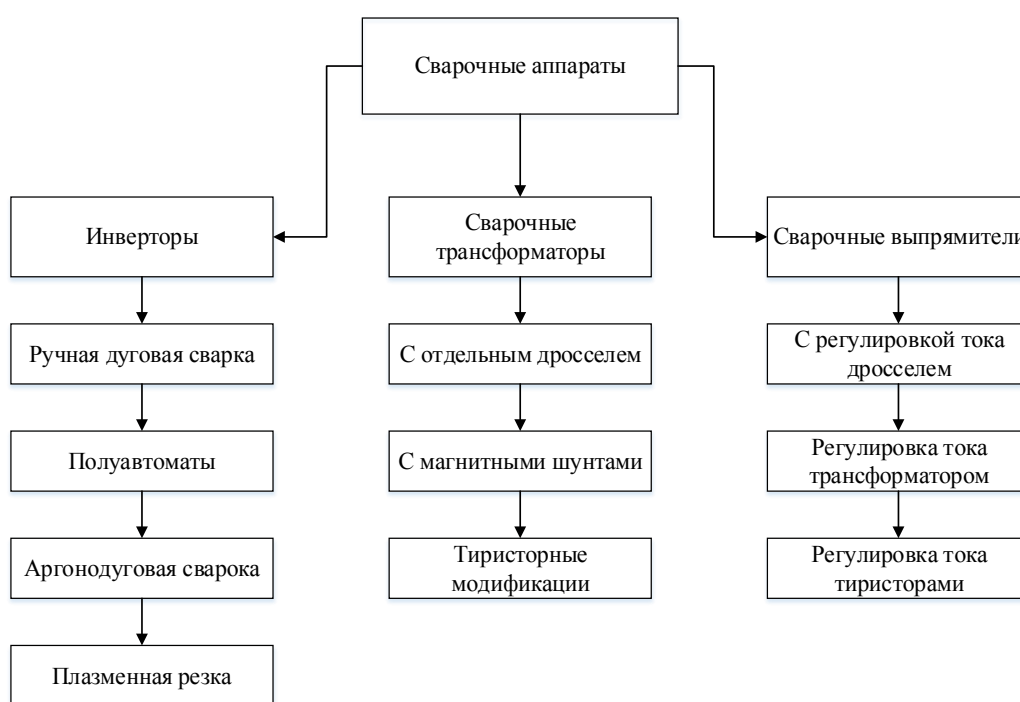 Сварочные аппараты
Инверторы
Ручная дуговая сварка
Полуавтоматы
Аргонодуговая сварока
Плазменная резка
Сварочные
трансформаторы
С отдельным дросселем
С магнитными шунтами
Тиристорные
модификации
Сварочные выпрямители
С регулировкой тока
дросселем
Регулировка тока
трансформатором
Регулировка тока
тиристорами